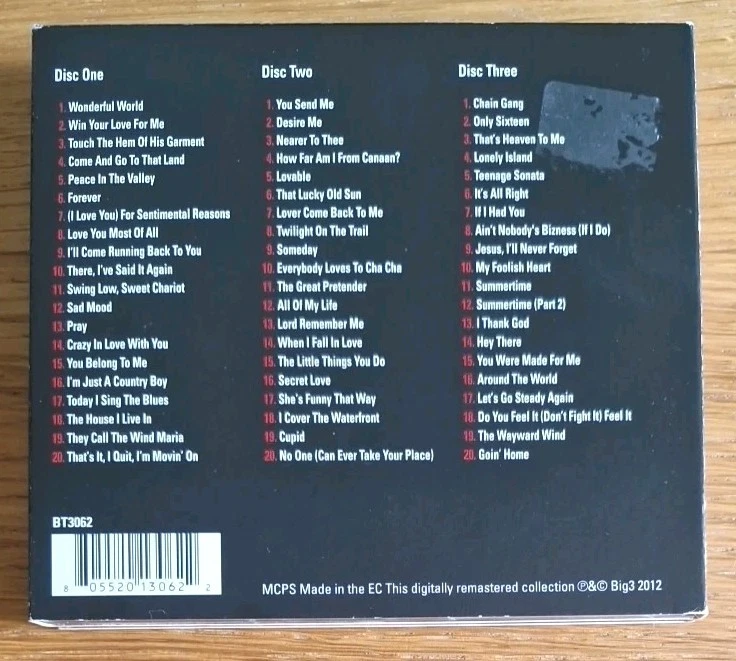 Disc One
1. Wonderful World
2. Win Your Love For Me
3. Touch The Hem Of His Garment
4. Come And Go To That Land
5. Peace In The Valley
6. Forever
7. (I Love You) For Sentimental Reasons
8. Love You Most Of All
9. I'll Come Running Back To You
10. There, I've Said It Again
11. Swing Low, Sweet Chariot
12. Sad Mood
13. Pray
14. Crazy In Love With You
15. You Belong To Me
16. I'm Just A Country Boy
17. Today I Sing The Blues
18. The House I Live In
19. They Call The Wind Maria
20. That's It, I Quit, I'm Movin' On
Disc Two
1. You Send Me
2. Desire Me
3. Nearer To Thee
4. How Far Am I From Canaan?
5. Lovable
6. That Lucky Old Sun
7. Lover Come Back To Me
8. Twilight On The Trail
9. Someday
10. Everybody Loves To Cha Cha
11. The Great Pretender
12. All Of My Life
13. Lord Remember Me
14. When I Fall In Love
15. The Little Things You Do
16. Secret Love
17. She's Funny That Way
18. I Cover The Waterfront
19. Cupid
20. No One (Can Ever Take Your Place)
Disc Three
1. Chain Gang
2. Only Sixteen
3. That's Heaven To Me
4. Lonely Island
5. Teenage Sonata
6. It's All Right
7. If I Had You
8. Ain't Nobody's Bizness (If I Do)
9. Jesus, I'll Never Forget
10. My Foolish Heart
11. Summertime
12. Summertime (Part 2)
13. I Thank God
14. Hey There
15. You Were Made For Me
16. Around The World
17. Let's Go Steady Again
18. Do You Feel It (Don't Fight It) Feel It
19. The Wayward Wind
20. Goin' Home
BT3062
8 05520 13062 2
MCPS Made in the EC This digitally remastered collection ℗&© Big3 2012